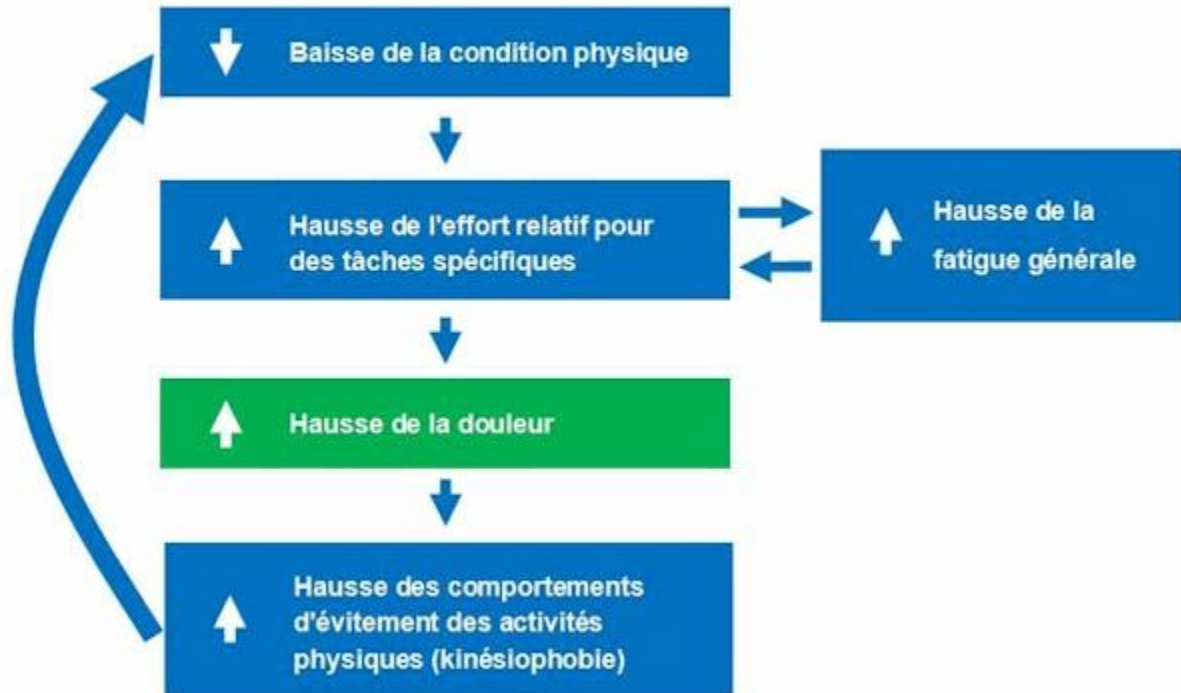 Baisse de la condition physique
Hausse de l'effort relatif pour
des tâches spécifiques
Hausse de la
fatigue générale
Hausse de la douleur
Hausse des comportements
d'évitement des activités
physiques (kinésiophobie)